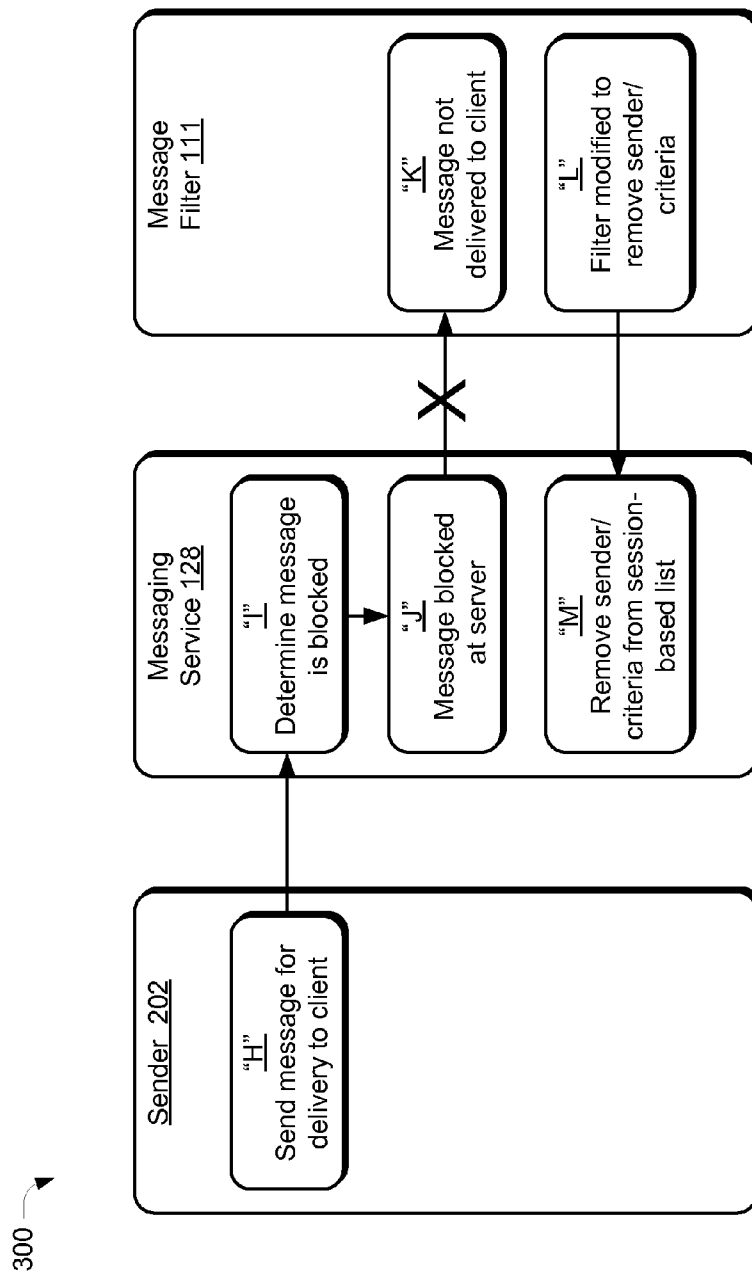 300
Sender 202
"H"
Send message for
delivery to client
Messaging
Service 128
"I"
Determine message
is blocked
"J"
Message blocked
at server
"M"
Remove sender/
criteria from session-
based list
Message
Filter 111
"K"
Message not
delivered to client
"L"
Filter modified to
remove sender/
criteria